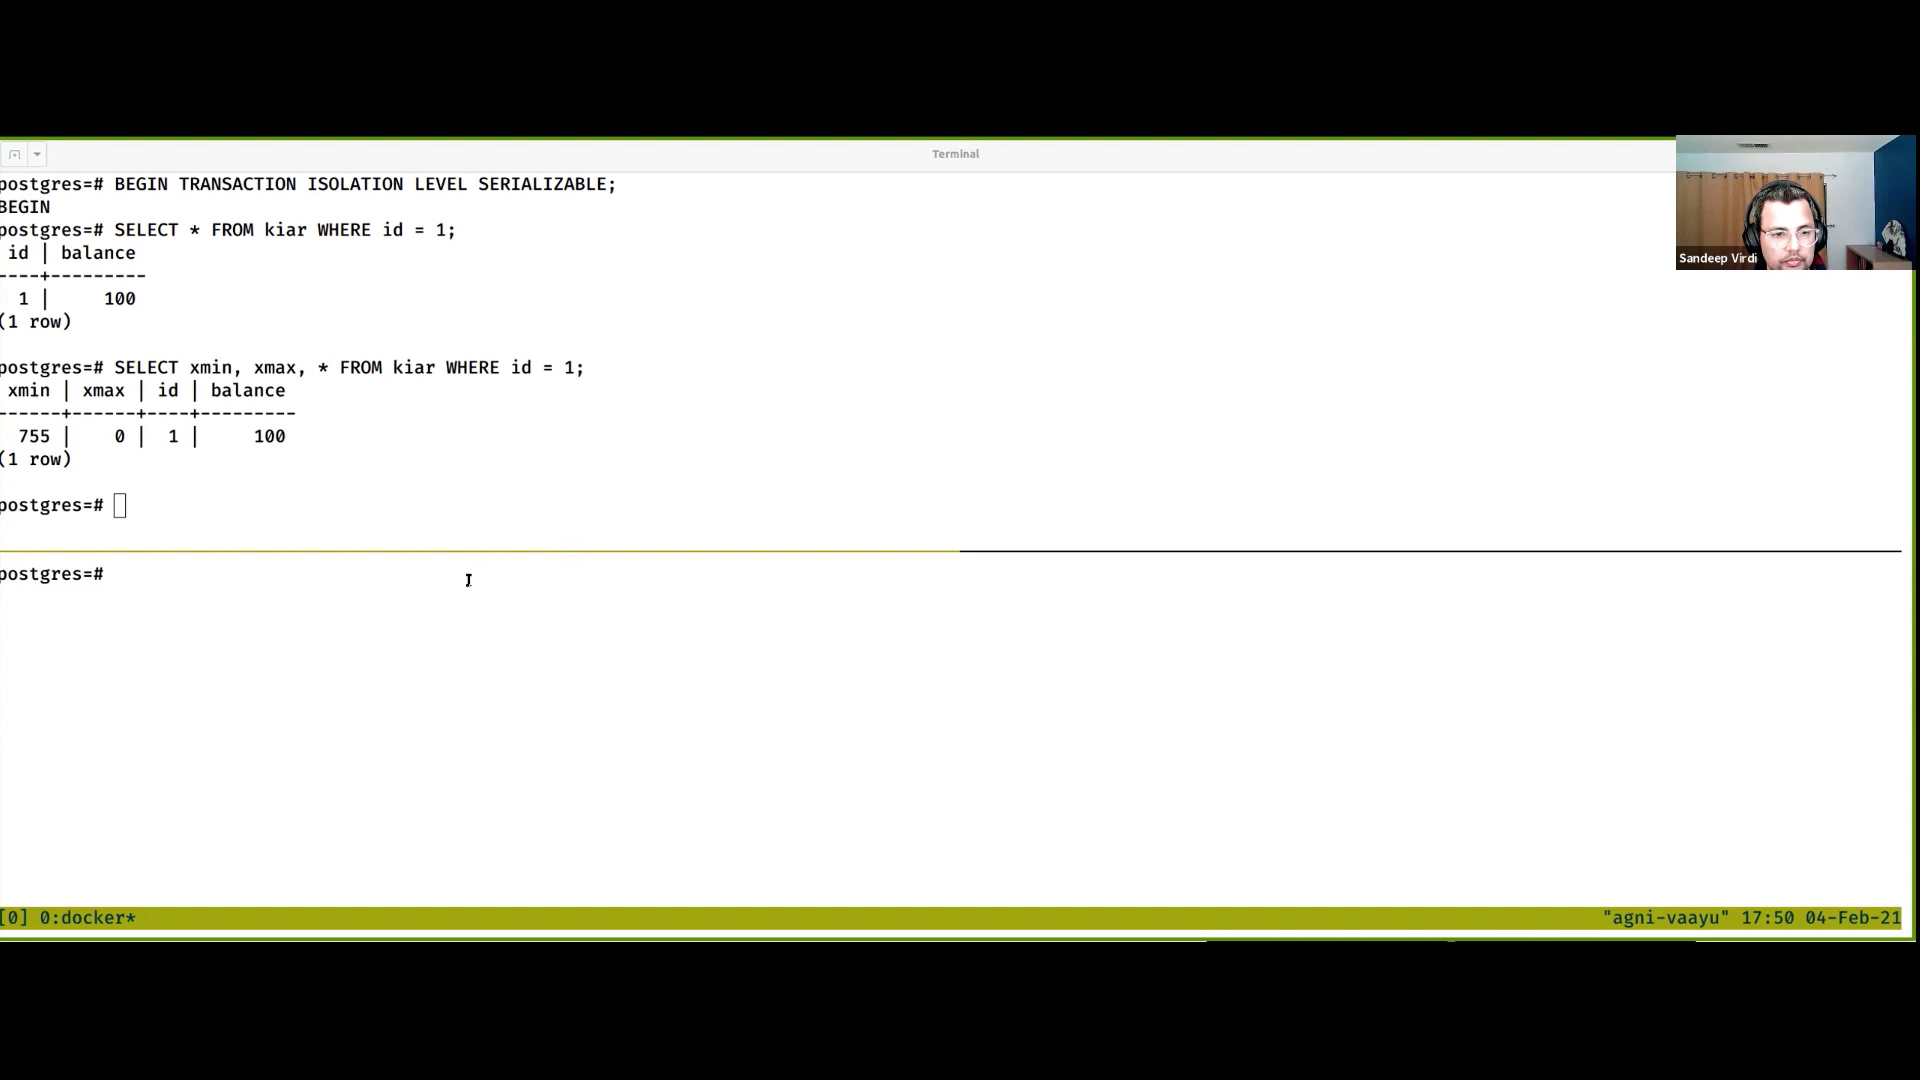 Terminal
postgres=# BEGIN TRANSACTION ISOLATION LEVEL SERIALIZABLE;
BEGIN
postgres=# SELECT * FROM kiar WHERE id = 1;
 id | balance
----+---------
  1 |     100
(1 row)
postgres=# SELECT xmin, xmax, * FROM kiar WHERE id = 1;
 xmin | xmax | id | balance
------+------+----+---------
  755 |    0 |  1 |     100
(1 row)
postgres=#
postgres=#
[0] 0:docker* "agni-vaayu" 17:50 04-Feb-21
Sandeep Virdi